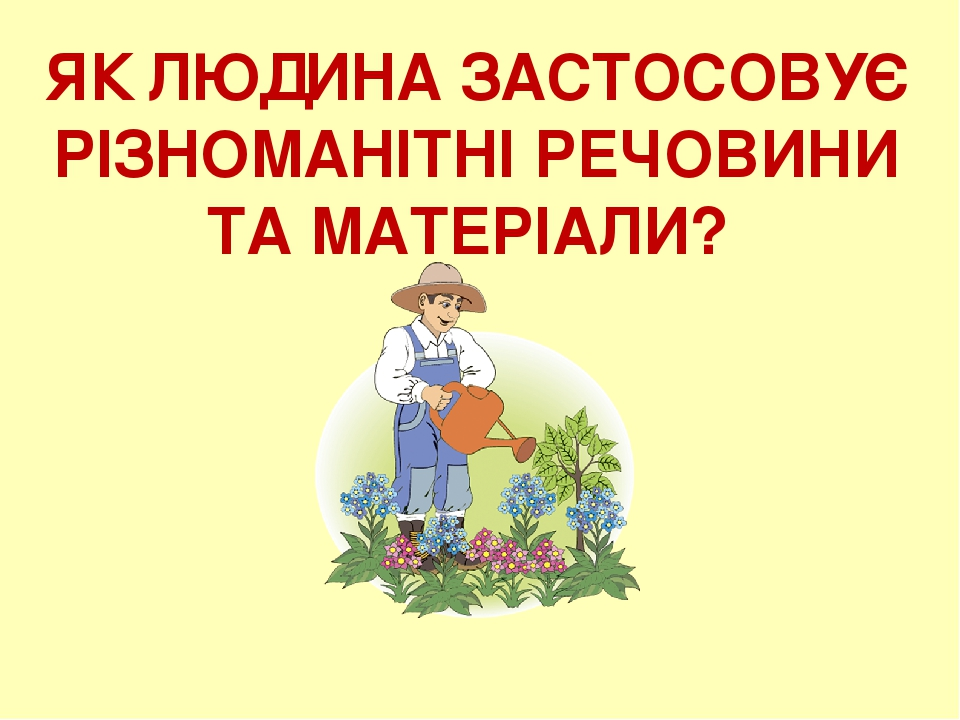 ЯК ЛЮДИНА ЗАСТОСОВУЄ
РІЗНОМАНІТНІ РЕЧОВИНИ
ТА МАТЕРІАЛИ?